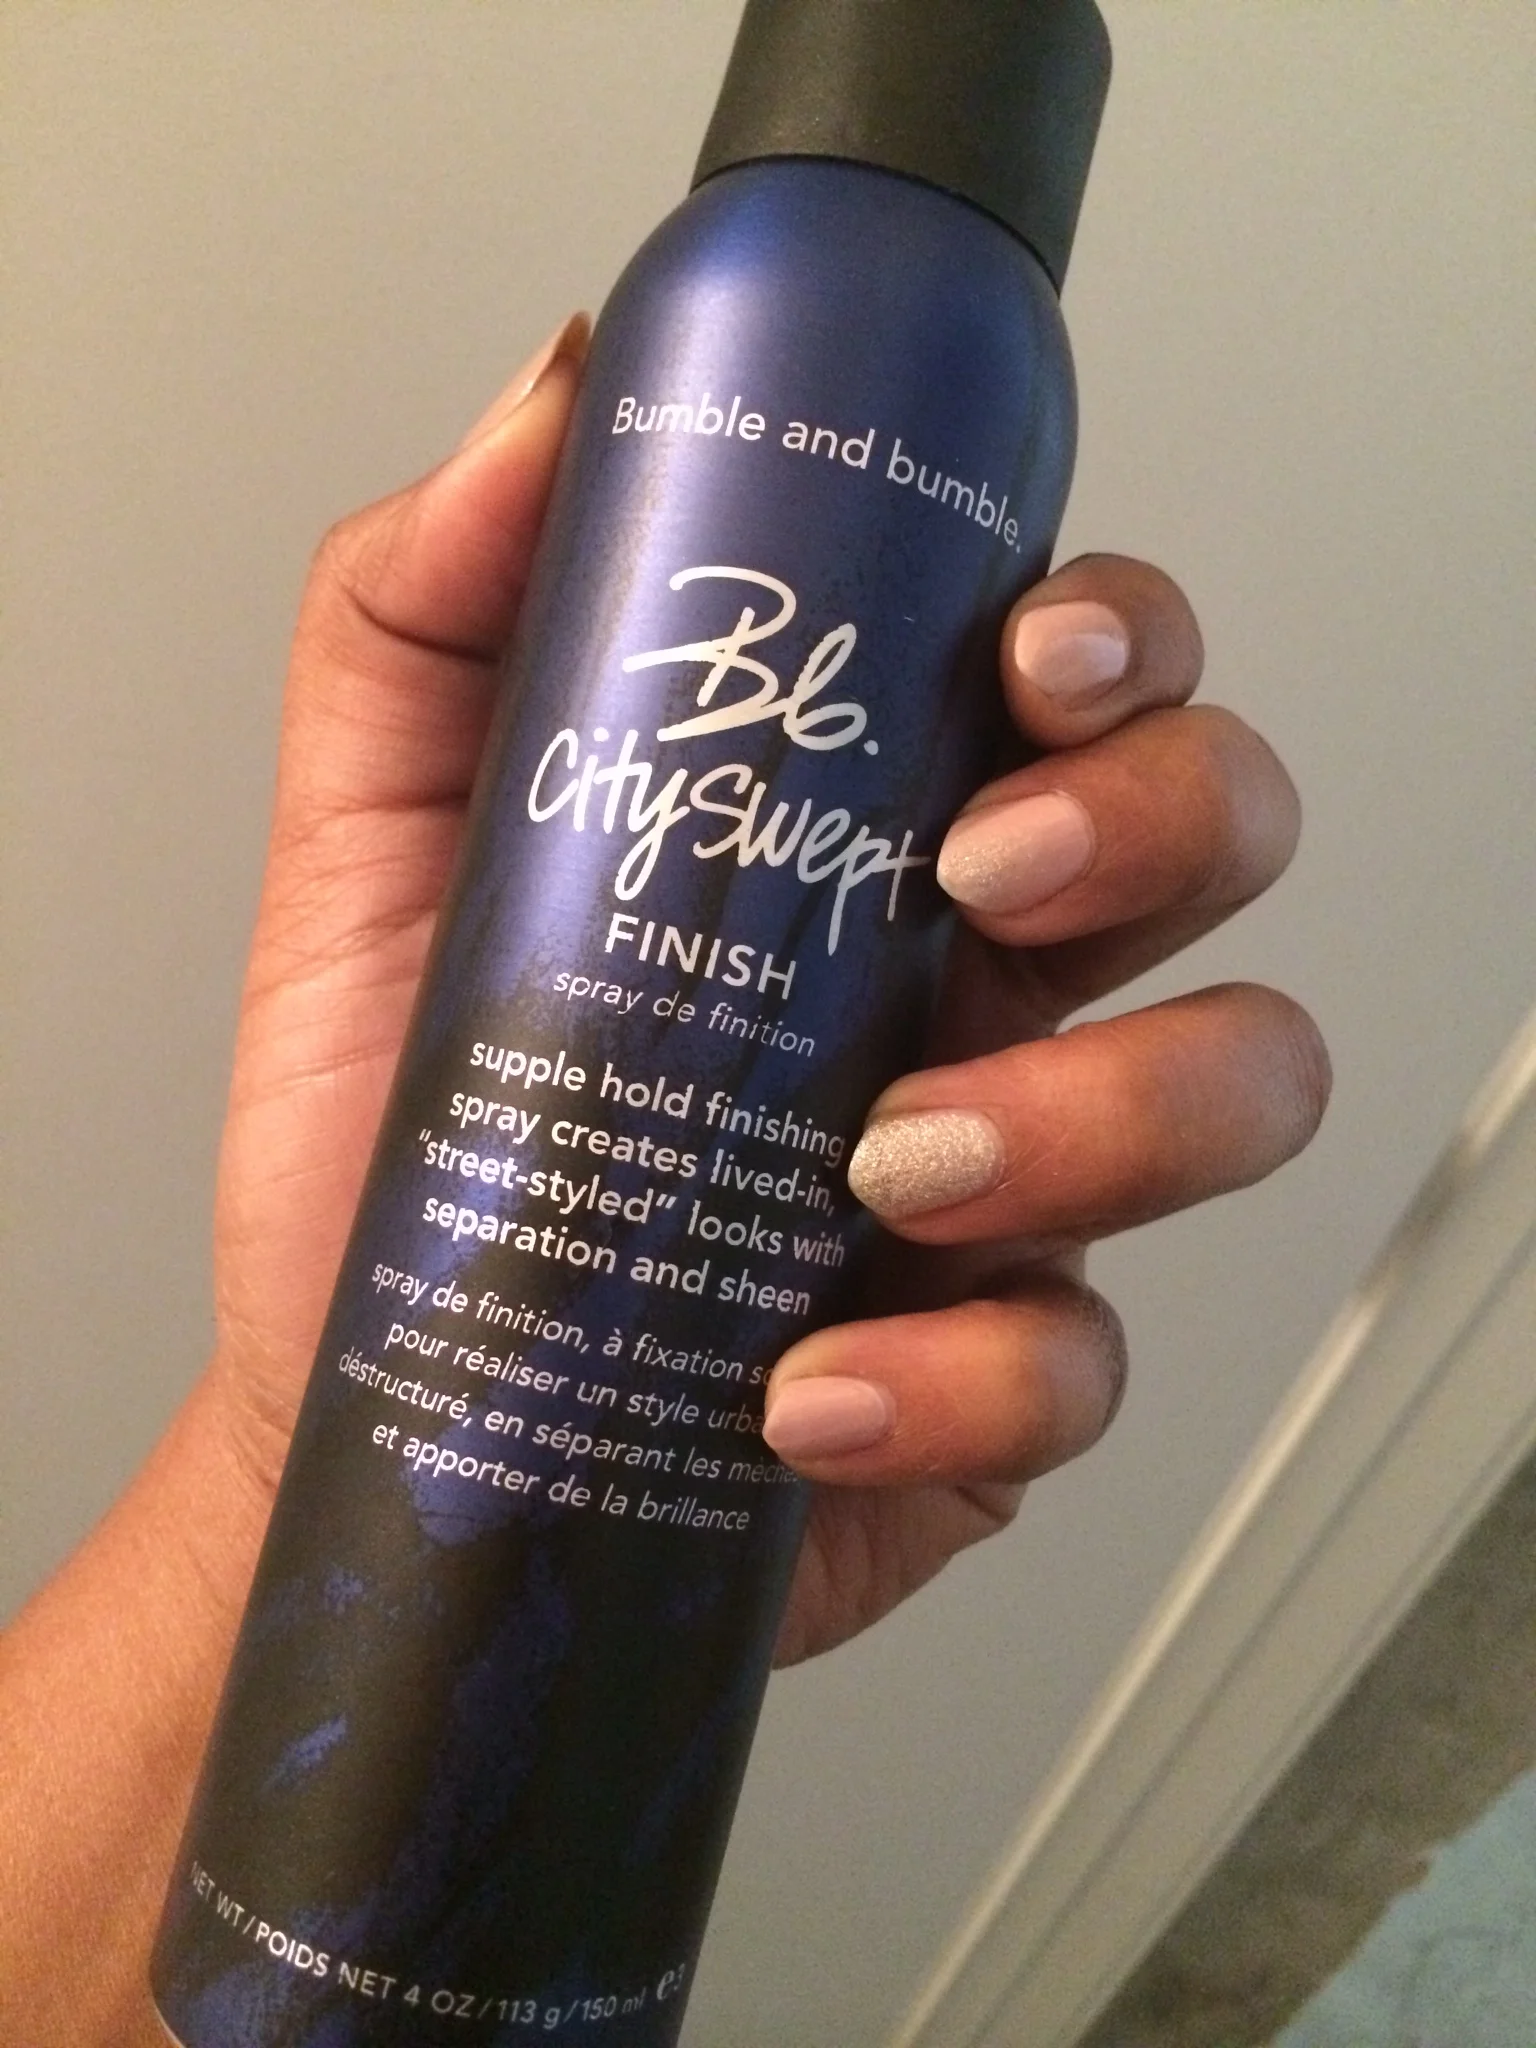 Bumble and bumble.
Bb.
cityswept
FINISH
spray de finition
supple hold finishing
spray creates lived-in,
"street-styled" looks with
separation and sheen
spray de finition, à fixation
pour réaliser un style
déstructuré, en séparant les
et apporter de la brillance
NET WT / POIDS NET 4 OZ / 113 g / 150 ml e